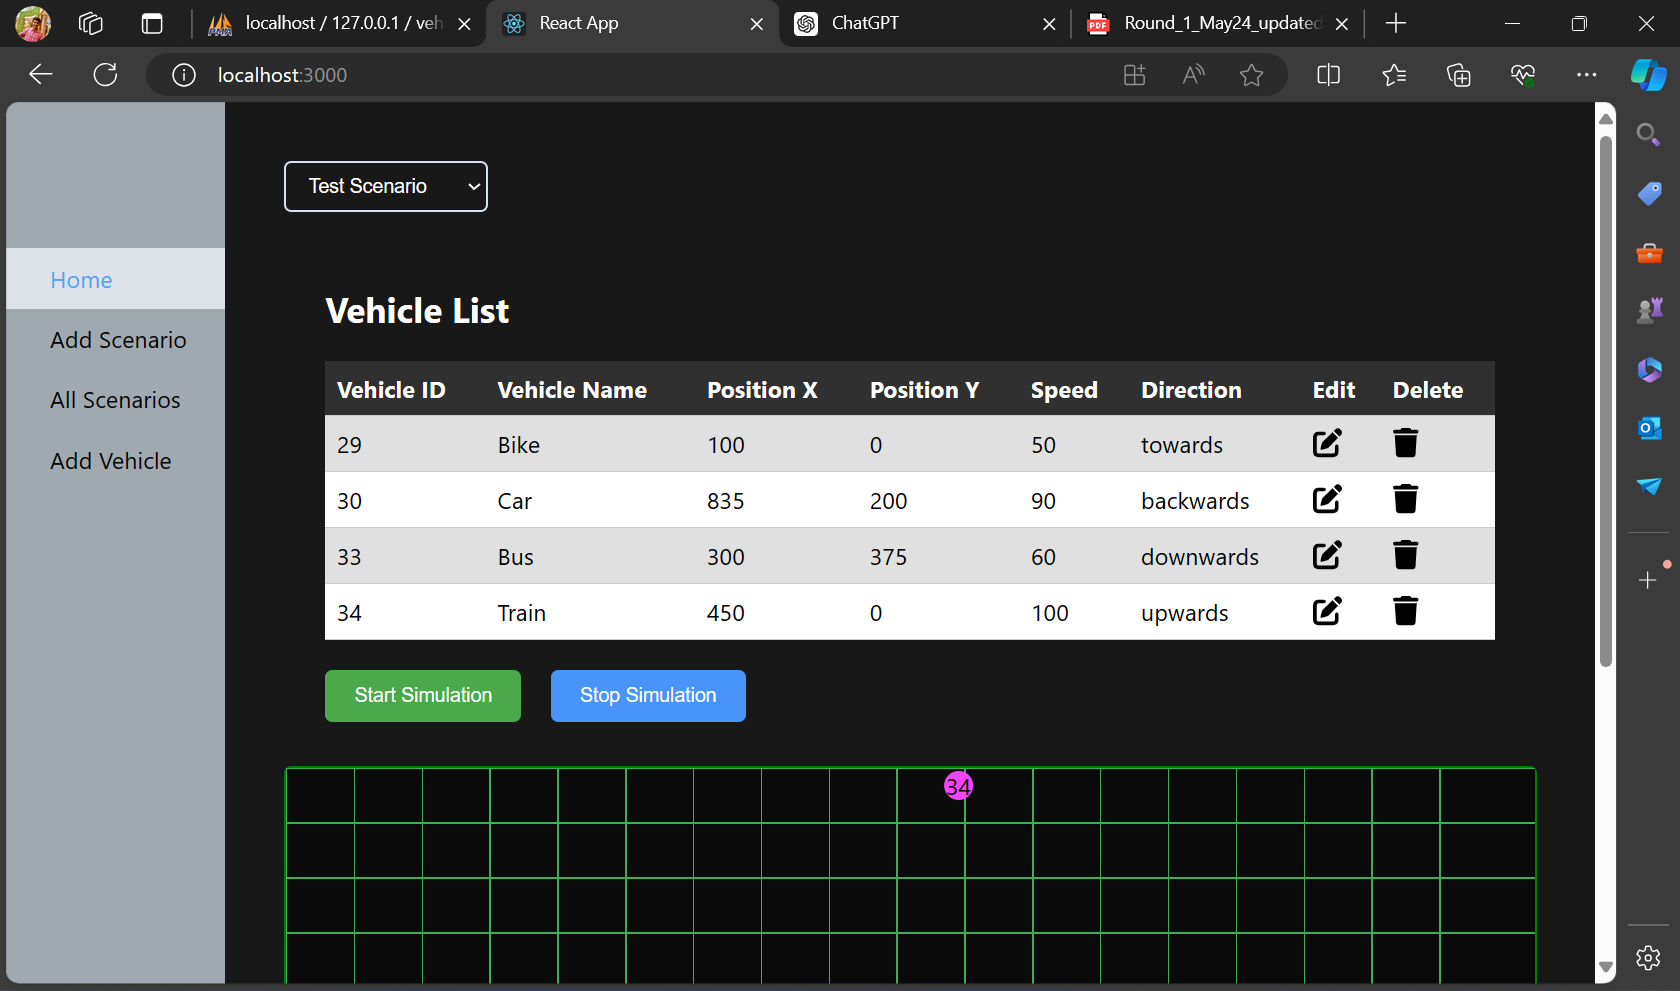 localhost / 127.0.0.1 / veh
React App
ChatGPT
Round_1_May24_updated
localhost:3000
Test Scenario
Home
Add Scenario
All Scenarios
Add Vehicle
Vehicle List
Vehicle ID Vehicle Name Position X Position Y Speed Direction Edit Delete
29 Bike 100 0 50 towards
30 Car 835 200 90 backwards
33 Bus 300 375 60 downwards
34 Train 450 0 100 upwards
Start Simulation Stop Simulation
34